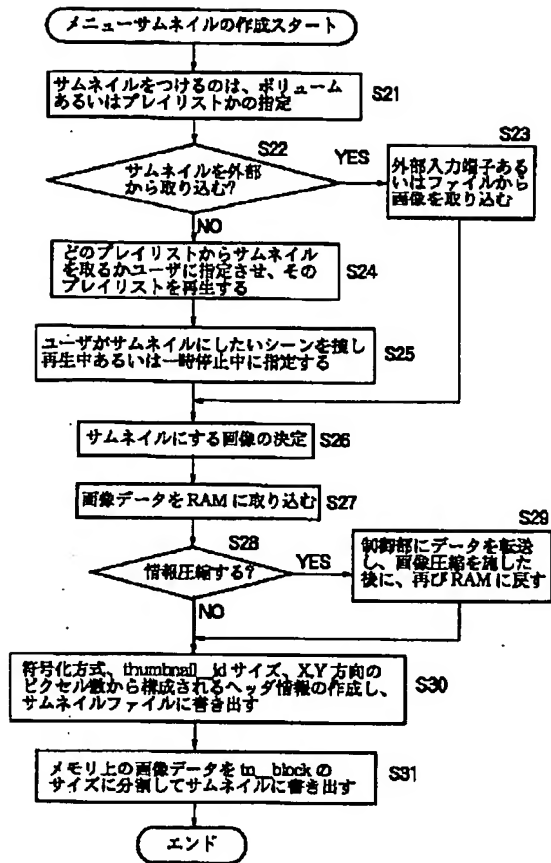 メニューサムネイルの作成スタート
サムネイルをつけるのは、ボリューム
あるいはプレイリストかの指定
S21
S22
サムネイルを外部
から取り込む?
YES
NO
S23
外部入力端子ある
いはファイルから
画像を取り込む
どのプレイリストからサムネイル
を取るかユーザに指定させ、その
プレイリストを再生する
S24
ユーザがサムネイルにしたいシーンを捜し
再生中あるいは一時停止中に指定する
S25
サムネイルにする画像の決定
S26
画像データをRAMに取り込む
S27
S28
情報圧縮する?
YES
NO
S29
制御部にデータを転送
し、画像圧縮を施した
後に、再びRAMに戻す
符号化方式、thumbnail_idサイズ、X,Y方向の
ピクセル数から構成されるヘッダ情報の作成し、
サムネイルファイルに書き出す
S30
メモリ上の画像データをtn_blockの
サイズに分割してサムネイルに書き出す
S31
エンド